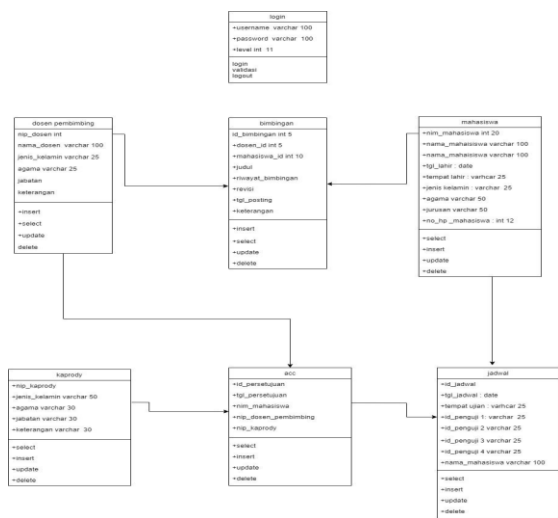 login
+username varchar 100
+password varchar 100
+level int 11
login
validasi
logout
dosen pembimbing
nip_dosen int
nama_dosen varchar 100
jenis_kelamin varchar 25
agama varchar 25
jabatan
keterangan
+insert
+select
+update
delete
bimbingan
id_bimbingan int 5
+dosen_id int 5
+mahasiswa_id int 10
+judul
+riwayat_bimbingan
+revisi
+tgl_posting
+keterangan
+insert
+select
+update
+delete
mahasiswa
+nim_mahasiswa int 20
+nama_mahasiswa varchar 100
+nama_mahasiswa varchar 100
+tgl_lahir : date
+tempat lahir : varhcar 25
+jenis kelamin : varchar 25
+agama varchar 50
+jurusan varchar 50
+no_hp _mahasiswa : int 12
+select
+insert
+update
+delete
kaprody
+nip_kaprody
+jenis_kelamin varchar 50
+agama varchar 30
+jabatan varchar 30
+keterangan varchar 30
+select
+insert
+update
+delete
acc
+id_persetujuan
+tgl_persetujuan
+nim_mahasiswa
+nip_dosen_pembimbing
+nip_kaprody
+select
+insert
+update
+delete
jadwal
+id_jadwal
+tgl_jadwal : date
+tempat ujian : varhcar 25
+id_penguji 1: varchar 25
+id_penguji 2 varchar 25
+id_penguji 3 varchar 25
+id_penguji 4 varchar 25
+nama_mahasiswa varchar 100
+select
+insert
+update
+delete